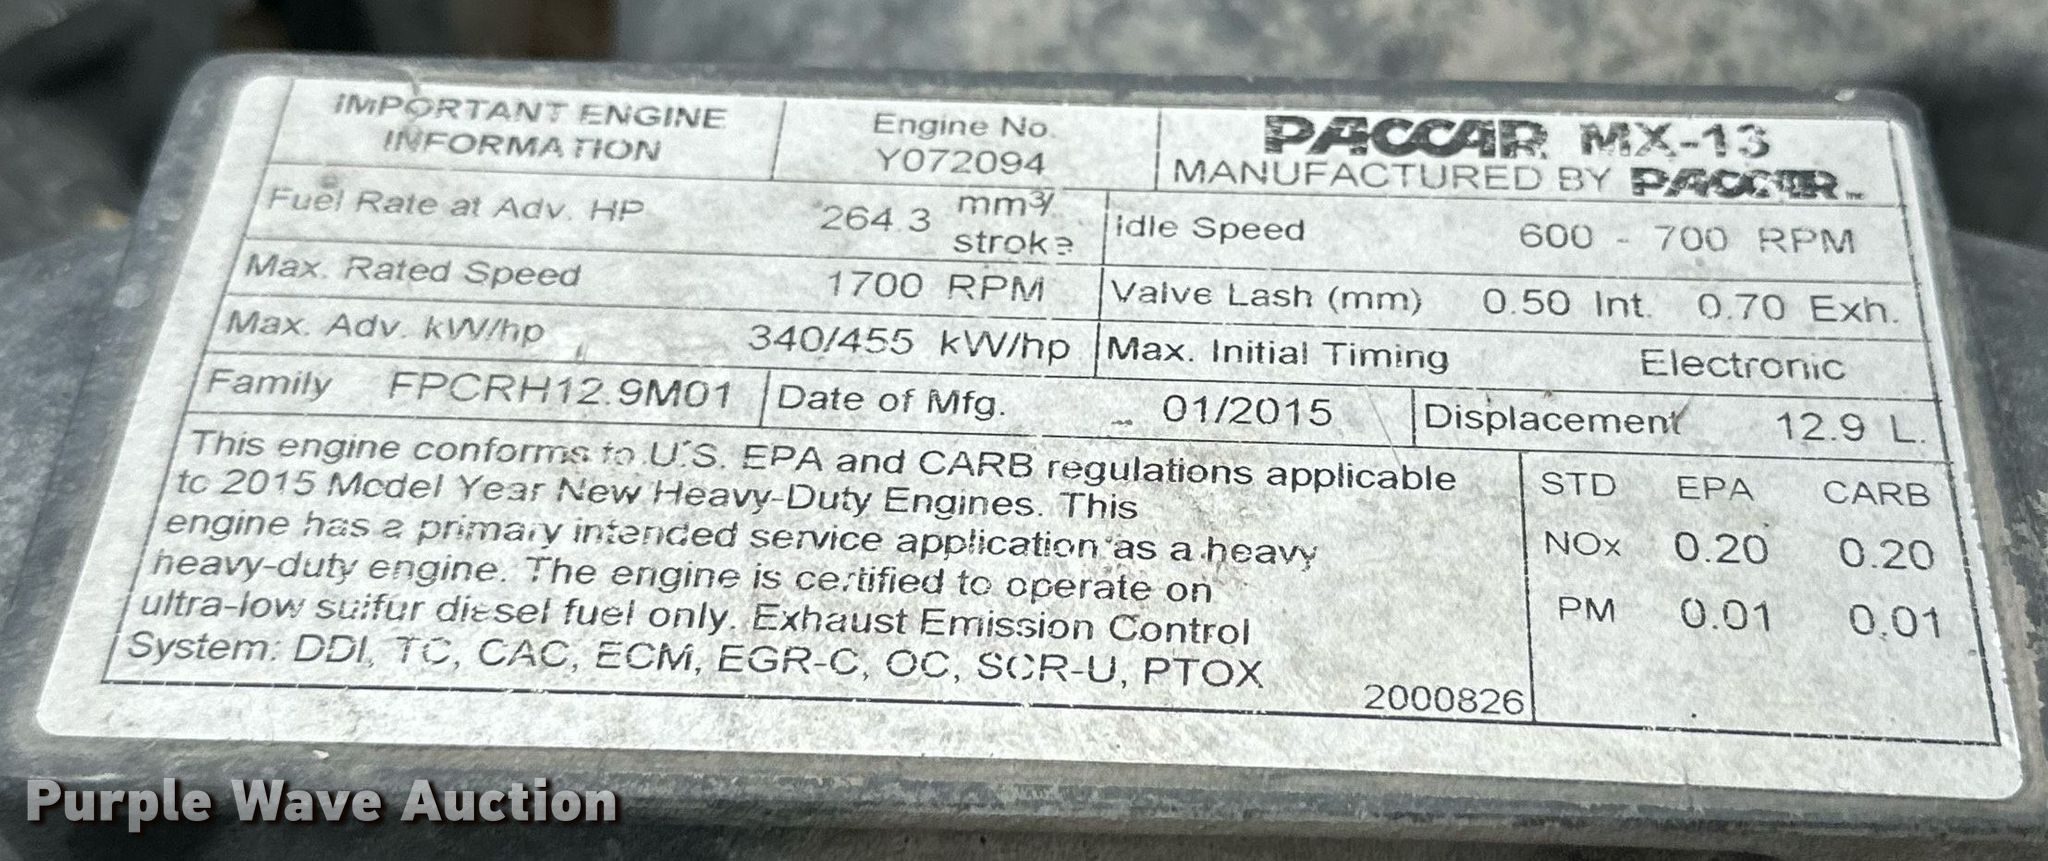 IMPORTANT ENGINE
INFORMATION
Engine No.
Y072094
PACCAR MX-13
MANUFACTURED BY PACCAR™
Fuel Rate at Adv. HP 264.3 mm³/
stroke
Idle Speed 600 - 700 RPM
Max. Rated Speed 1700 RPM
Valve Lash (mm) 0.50 Int. 0.70 Exh.
Max. Adv. kW/hp 340/455 kW/hp
Max. Initial Timing Electronic
Family FPCRH12.9M01
Date of Mfg. 01/2015
Displacement 12.9 L.
This engine conforms to U.S. EPA and CARB regulations applicable
to 2015 Model Year New Heavy-Duty Engines. This
engine has a primary intended service application as a heavy
heavy-duty engine. The engine is certified to operate on
ultra-low sulfur diesel fuel only. Exhaust Emission Control
System: DDI, TC, CAC, ECM, EGR-C, OC, SCR-U, PTOX
2000826
STD EPA CARB
NOx 0.20 0.20
PM 0.01 0.01
Purple Wave Auction